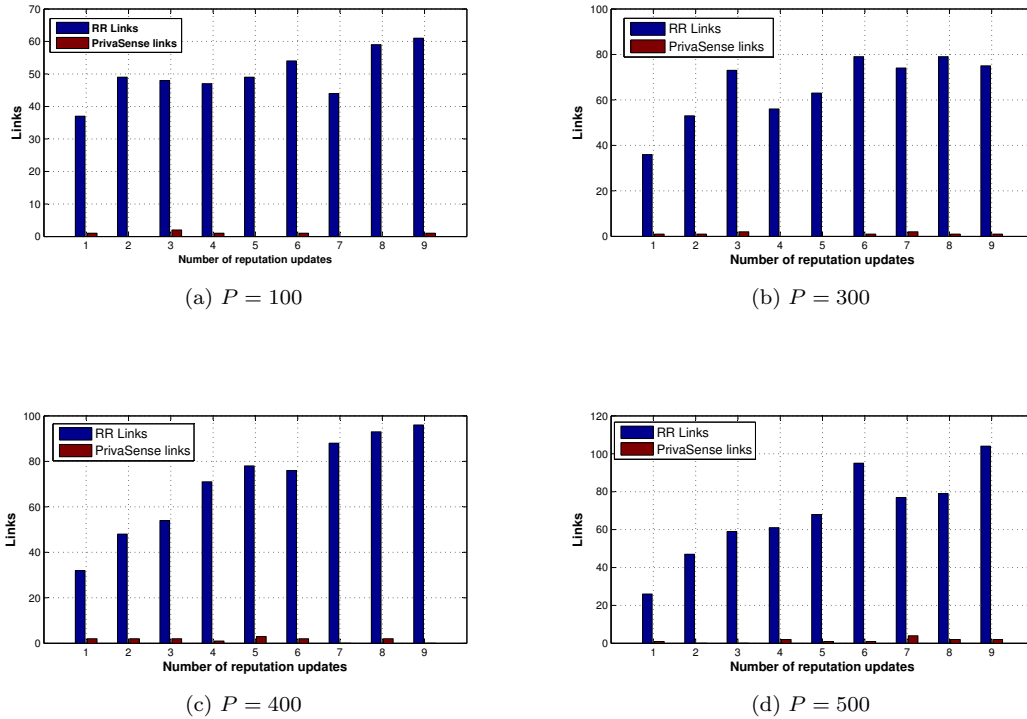 70
60
50
40
30
20
10
0
Links
RR Links
PrivaSense links
1 2 3 4 5 6 7 8 9
Number of reputation updates
(a) P = 100
100
80
60
40
20
0
Links
RR Links
PrivaSense links
1 2 3 4 5 6 7 8 9
Number of reputation updates
(b) P = 300
100
80
60
40
20
0
Links
RR Links
PrivaSense links
1 2 3 4 5 6 7 8 9
Number of reputation updates
(c) P = 400
120
100
80
60
40
20
0
Links
RR Links
PrivaSense links
1 2 3 4 5 6 7 8 9
Number of reputation updates
(d) P = 500